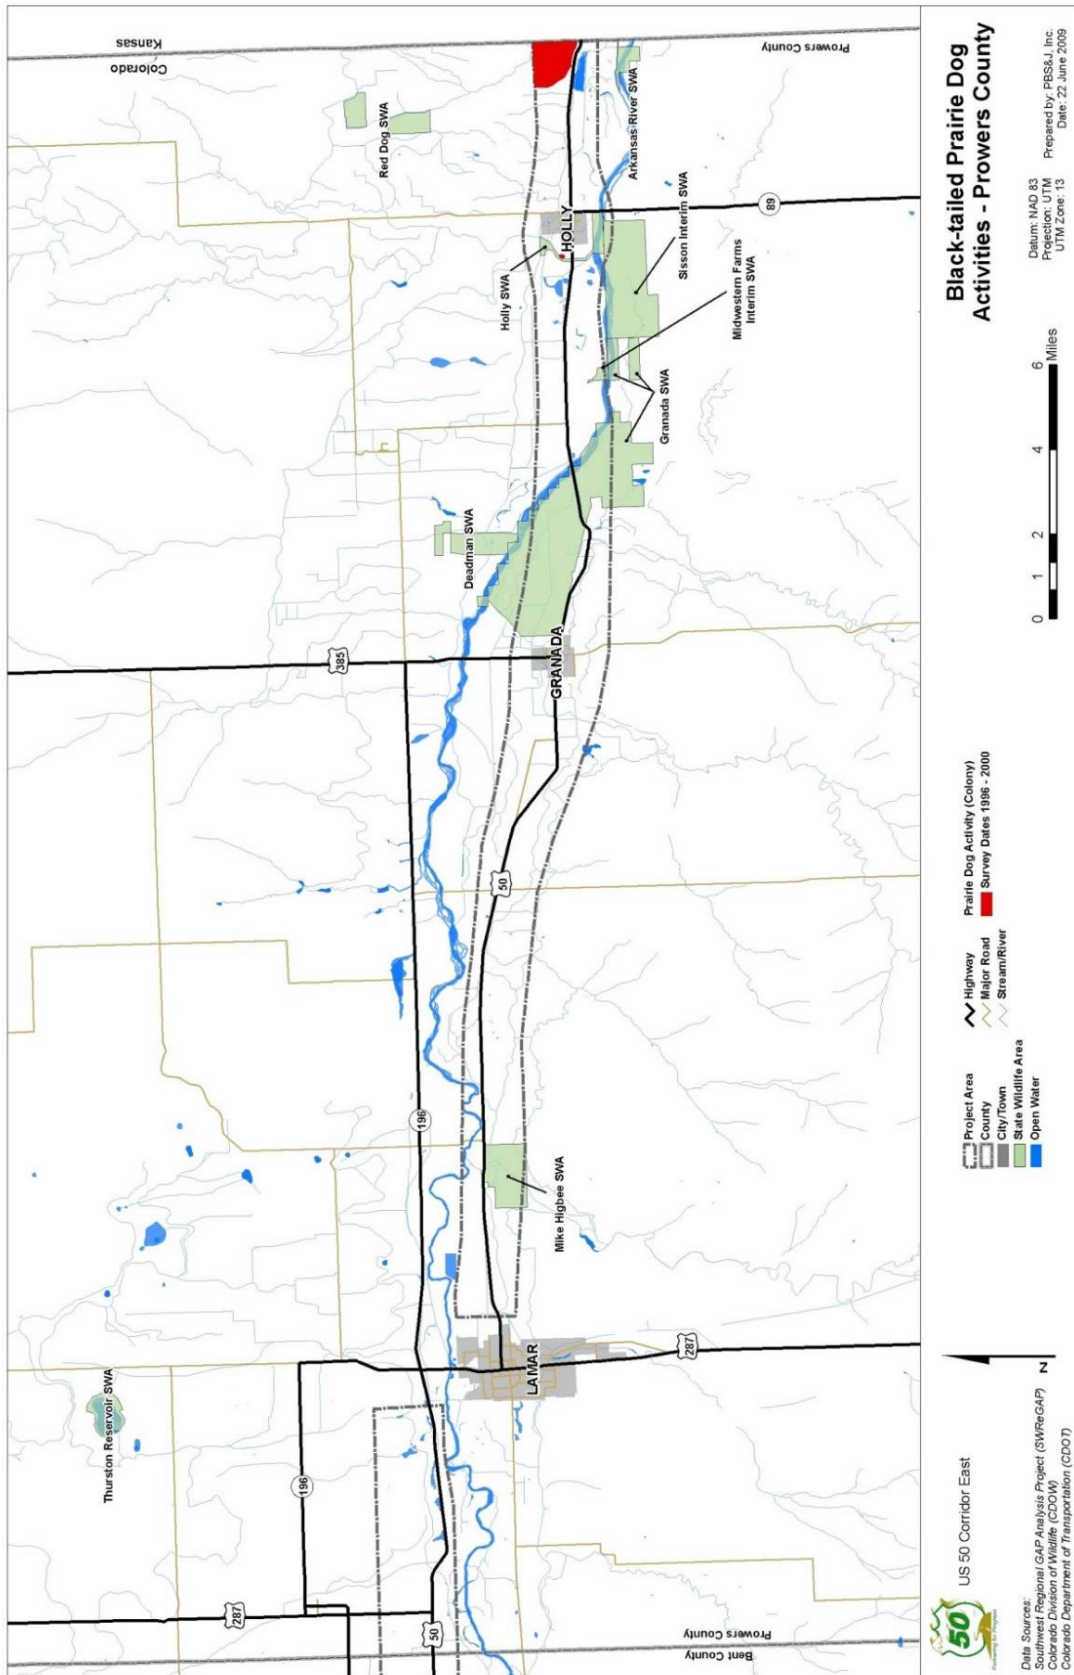 Kansas
Colorado
Prowers County
Red Dog SWA
Arkansas River SWA
89
HOLLY
Holly SWA
Sisson Interim SWA
Midwestern Farms
Interim SWA
Granada SWA
Deadman SWA
385
GRANADA
50
196
Mike Higbee SWA
Thurston Reservoir SWA
LAMAR
287
196
287
50
Prowers County
Bent County
Black-tailed Prairie Dog
Activities - Prowers County
Datum: NAD 83
Projection: UTM
UTM Zone: 13
Prepared by: PBS&J, Inc.
Date: 22 June 2009
0 1 2 4 6
Miles
Project Area
County
City/Town
State Wildlife Area
Open Water
Highway
Major Road
Stream/River
Prairie Dog Activity (Colony)
Survey Dates 1996 - 2000
N
50
US 50 Corridor East
Data Sources:
Southwest Regional GAP Analysis Project (SWReGAP)
Colorado Division of Wildlife (CDOW)
Colorado Department of Transportation (CDOT)